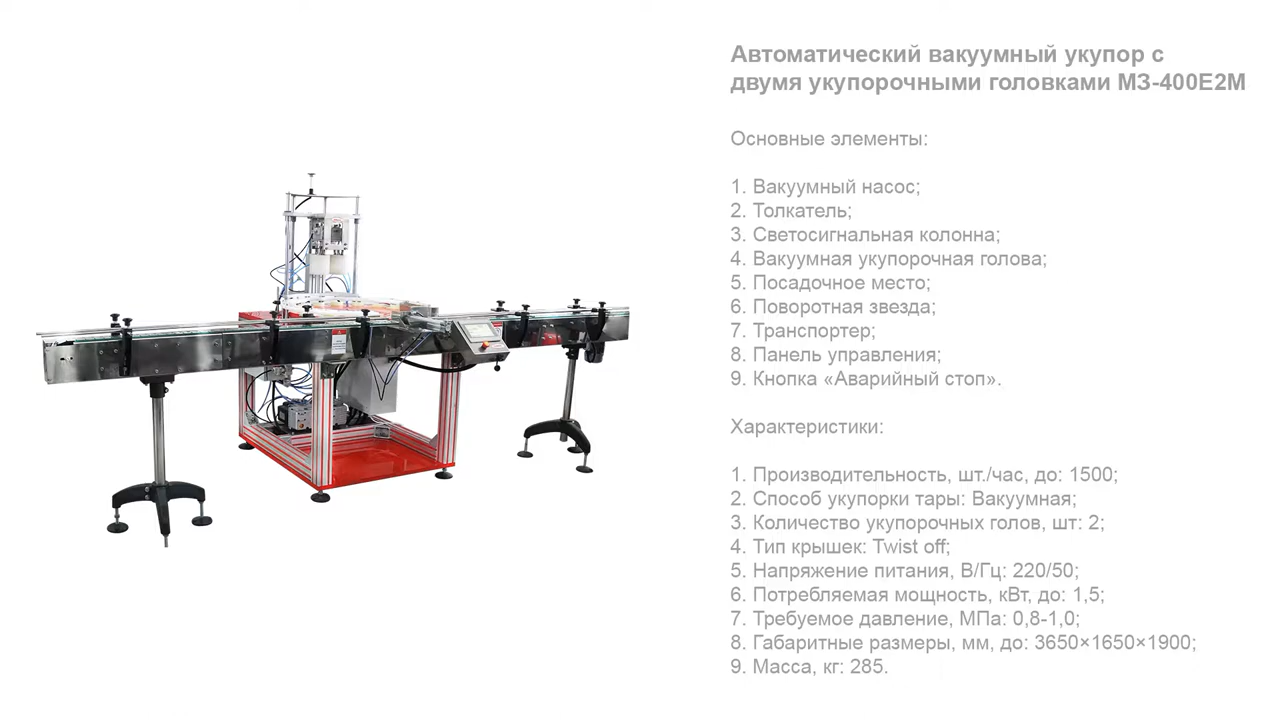 Автоматический вакуумный укупор с
двумя укупорочными головками МЗ-400Е2М
Основные элементы:
1. Вакуумный насос;
2. Толкатель;
3. Светосигнальная колонна;
4. Вакуумная укупорочная голова;
5. Посадочное место;
6. Поворотная звезда;
7. Транспортер;
8. Панель управления;
9. Кнопка «Аварийный стоп».
Характеристики:
1. Производительность, шт./час, до: 1500;
2. Способ укупорки тары: Вакуумная;
3. Количество укупорочных голов, шт: 2;
4. Тип крышек: Twist off;
5. Напряжение питания, В/Гц: 220/50;
6. Потребляемая мощность, кВт, до: 1,5;
7. Требуемое давление, МПа: 0,8-1,0;
8. Габаритные размеры, мм, до: 3650×1650×1900;
9. Масса, кг: 285.